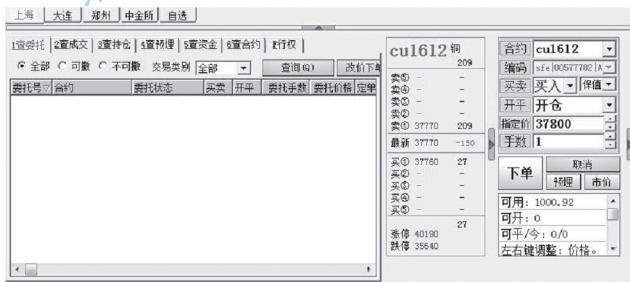 上海 大连 郑州 中金所 自选
1查委托 2查成交 3查持仓 4查预埋 5查资金 6查合约 Z行权
全部 可撤 不可撤 交易类别 全部 查询(Q) 改价下单
委托号 合约 委托状态 买卖 开平 委托手数 委托价格 定单
cu1612 铜
209
卖⑤ - -
卖④ - -
卖③ - -
卖② - -
卖① 37770 209
最新 37770 -150
买① 37760 27
买② - -
买③ - -
买④ - -
买⑤ - -
27
涨停 40190
跌停 35640
合约 cu1612
编码 sfe 00577782 A
买卖 买入 保值
开平 开仓
指定价 37800
手数 1
下单 取消
预埋 市价
可用: 1000.92
可开: 0
可平/今: 0/0
左右键调整: 价格。